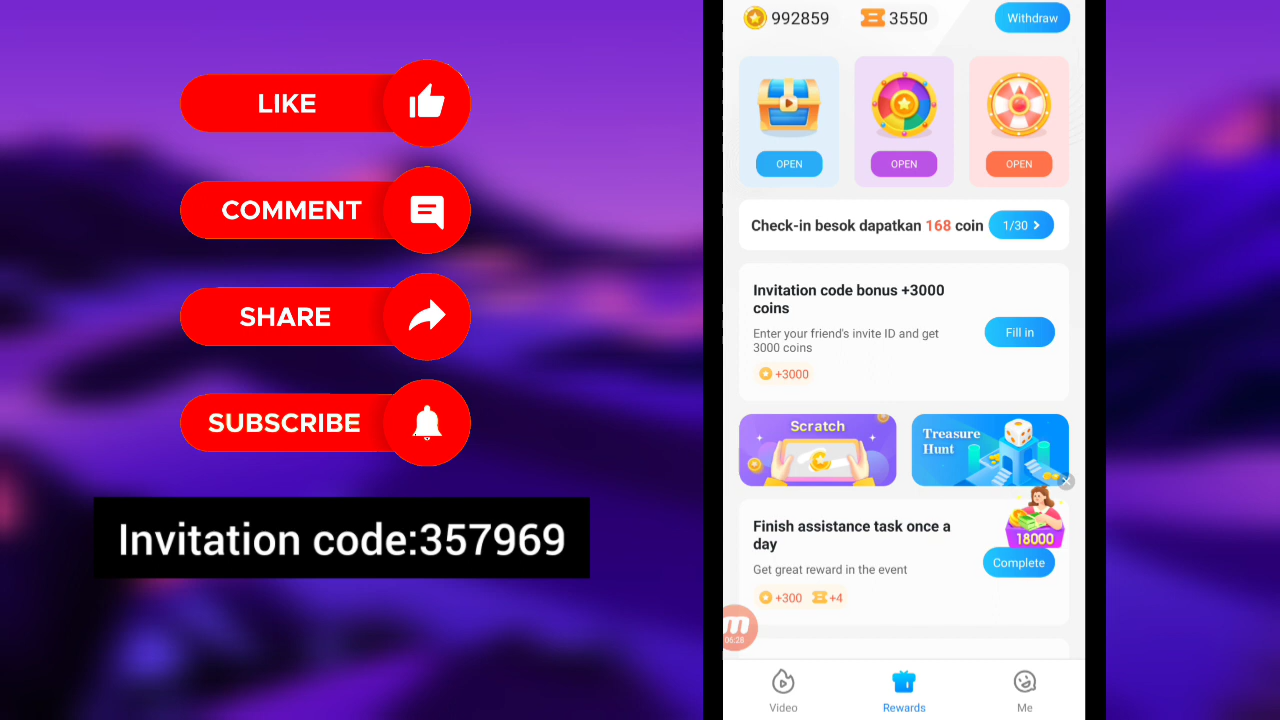 LIKE
COMMENT
SHARE
SUBSCRIBE
Invitation code:357969
992859
3550
Withdraw
OPEN
OPEN
OPEN
Check-in besok dapatkan 168 coin
1/30 >
Invitation code bonus +3000
coins
Enter your friend's invite ID and get
3000 coins
Fill in
+3000
Scratch
Treasure
Hunt
Finish assistance task once a
day
Get great reward in the event
18000
Complete
+300
+4
06:28
Video
Rewards
Me